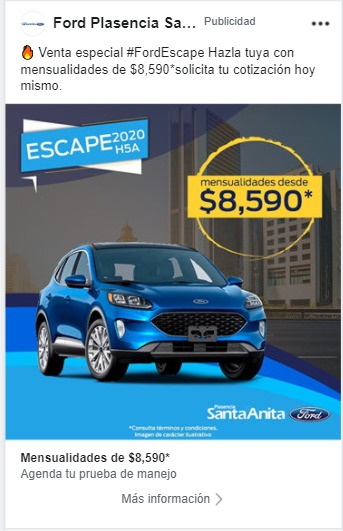 Ford Plasencia Sa... Publicidad
🔥 Venta especial #FordEscape Hazla tuya con
mensualidades de $8,590*solicita tu cotización hoy
mismo.
ESCAPE 2020
H5A
mensualidades desde
$8,590*
Plasencia
SantaAnita Ford
*Consulta términos y condiciones.
Imagen de carácter ilustrativo
Mensualidades de $8,590*
Agenda tu prueba de manejo
Más información